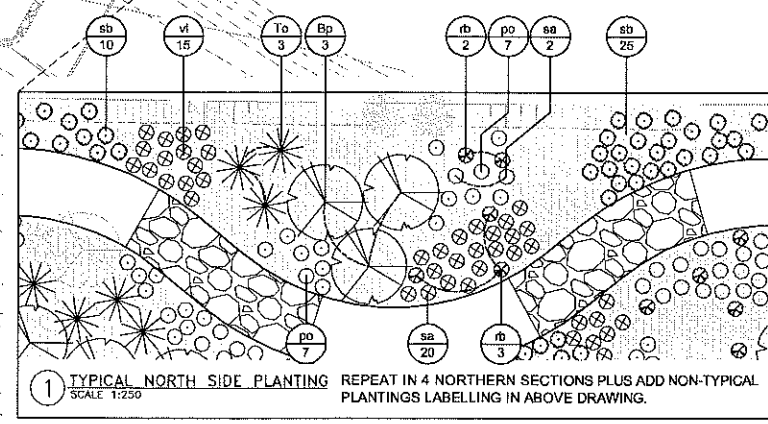 sb
10
vl
15
To
3
Bp
3
rb
2
po
7
sa
2
sb
25
po
7
sa
20
rb
3
1
TYPICAL NORTH SIDE PLANTING
SCALE 1:250
REPEAT IN 4 NORTHERN SECTIONS PLUS ADD NON-TYPICAL
PLANTINGS LABELLING IN ABOVE DRAWING.